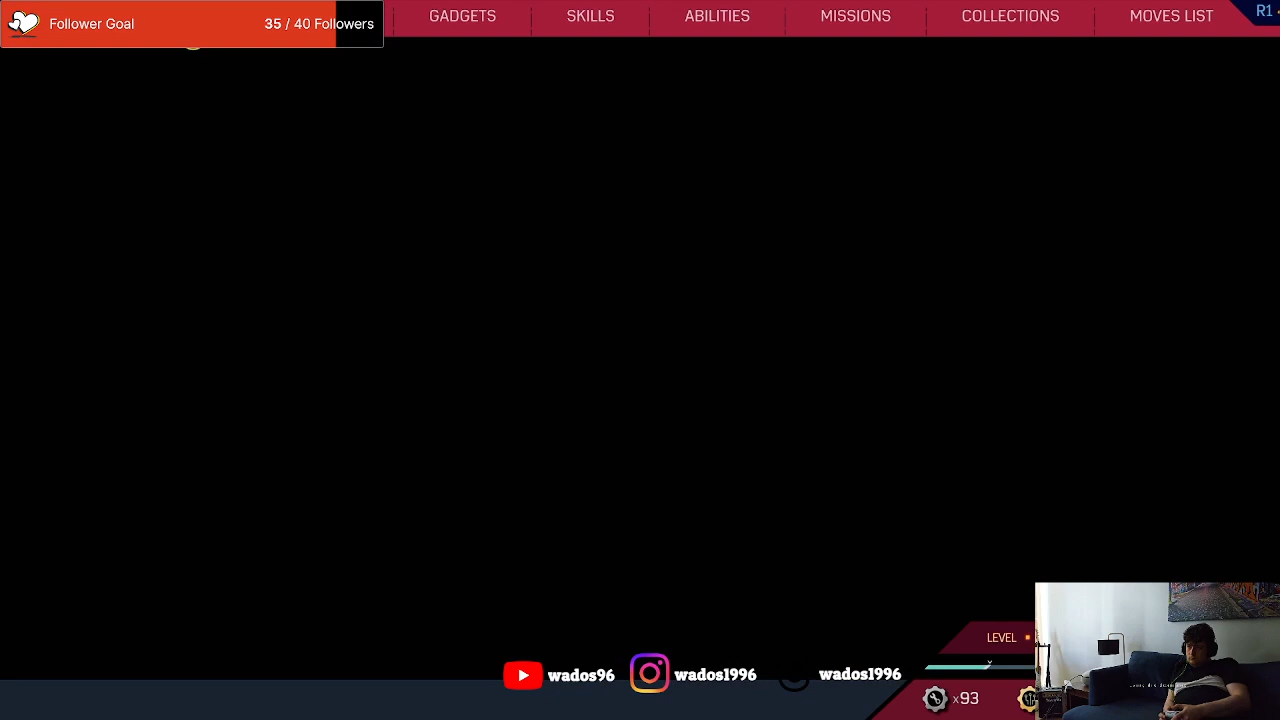 Follower Goal 35 / 40 Followers
GADGETS SKILLS ABILITIES MISSIONS COLLECTIONS MOVES LIST R1
LEVEL
wados96 wados1996 wados1996
x93